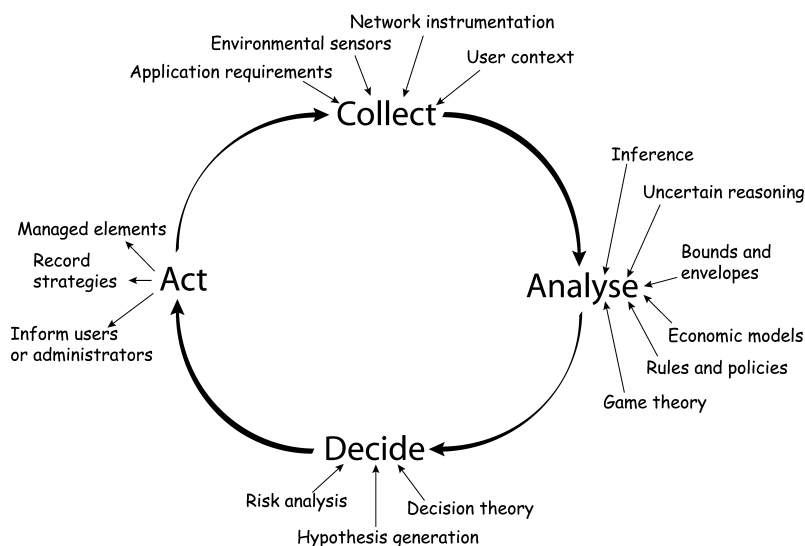 Network instrumentation
Environmental sensors
User context
Application requirements
Collect
Inference
Uncertain reasoning
Bounds and
envelopes
Analyse
Economic models
Rules and policies
Game theory
Decide
Risk analysis
Decision theory
Hypothesis generation
Act
Managed elements
Record
strategies
Inform users
or administrators